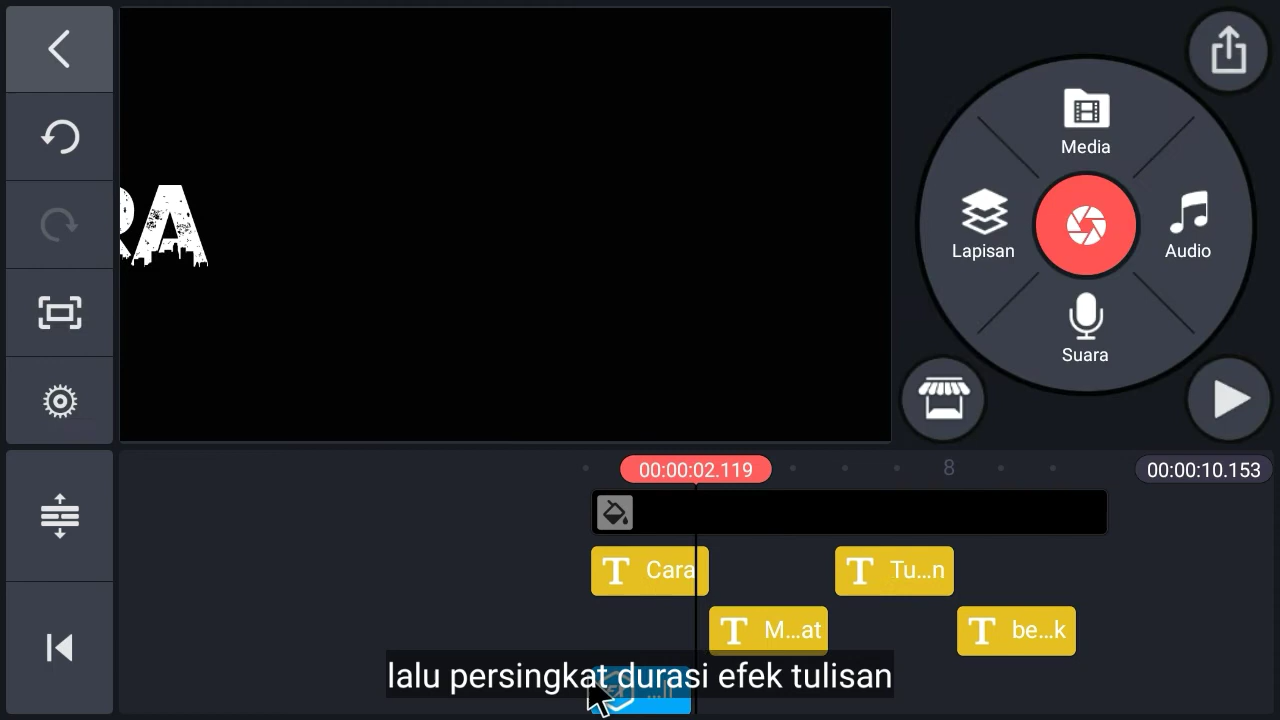 RA
Media
Lapisan
Audio
Suara
00:00:02.119
8
00:00:10.153
T Cara
T Tu...n
T M...at
T be...k
lalu persingkat durasi efek tulisan